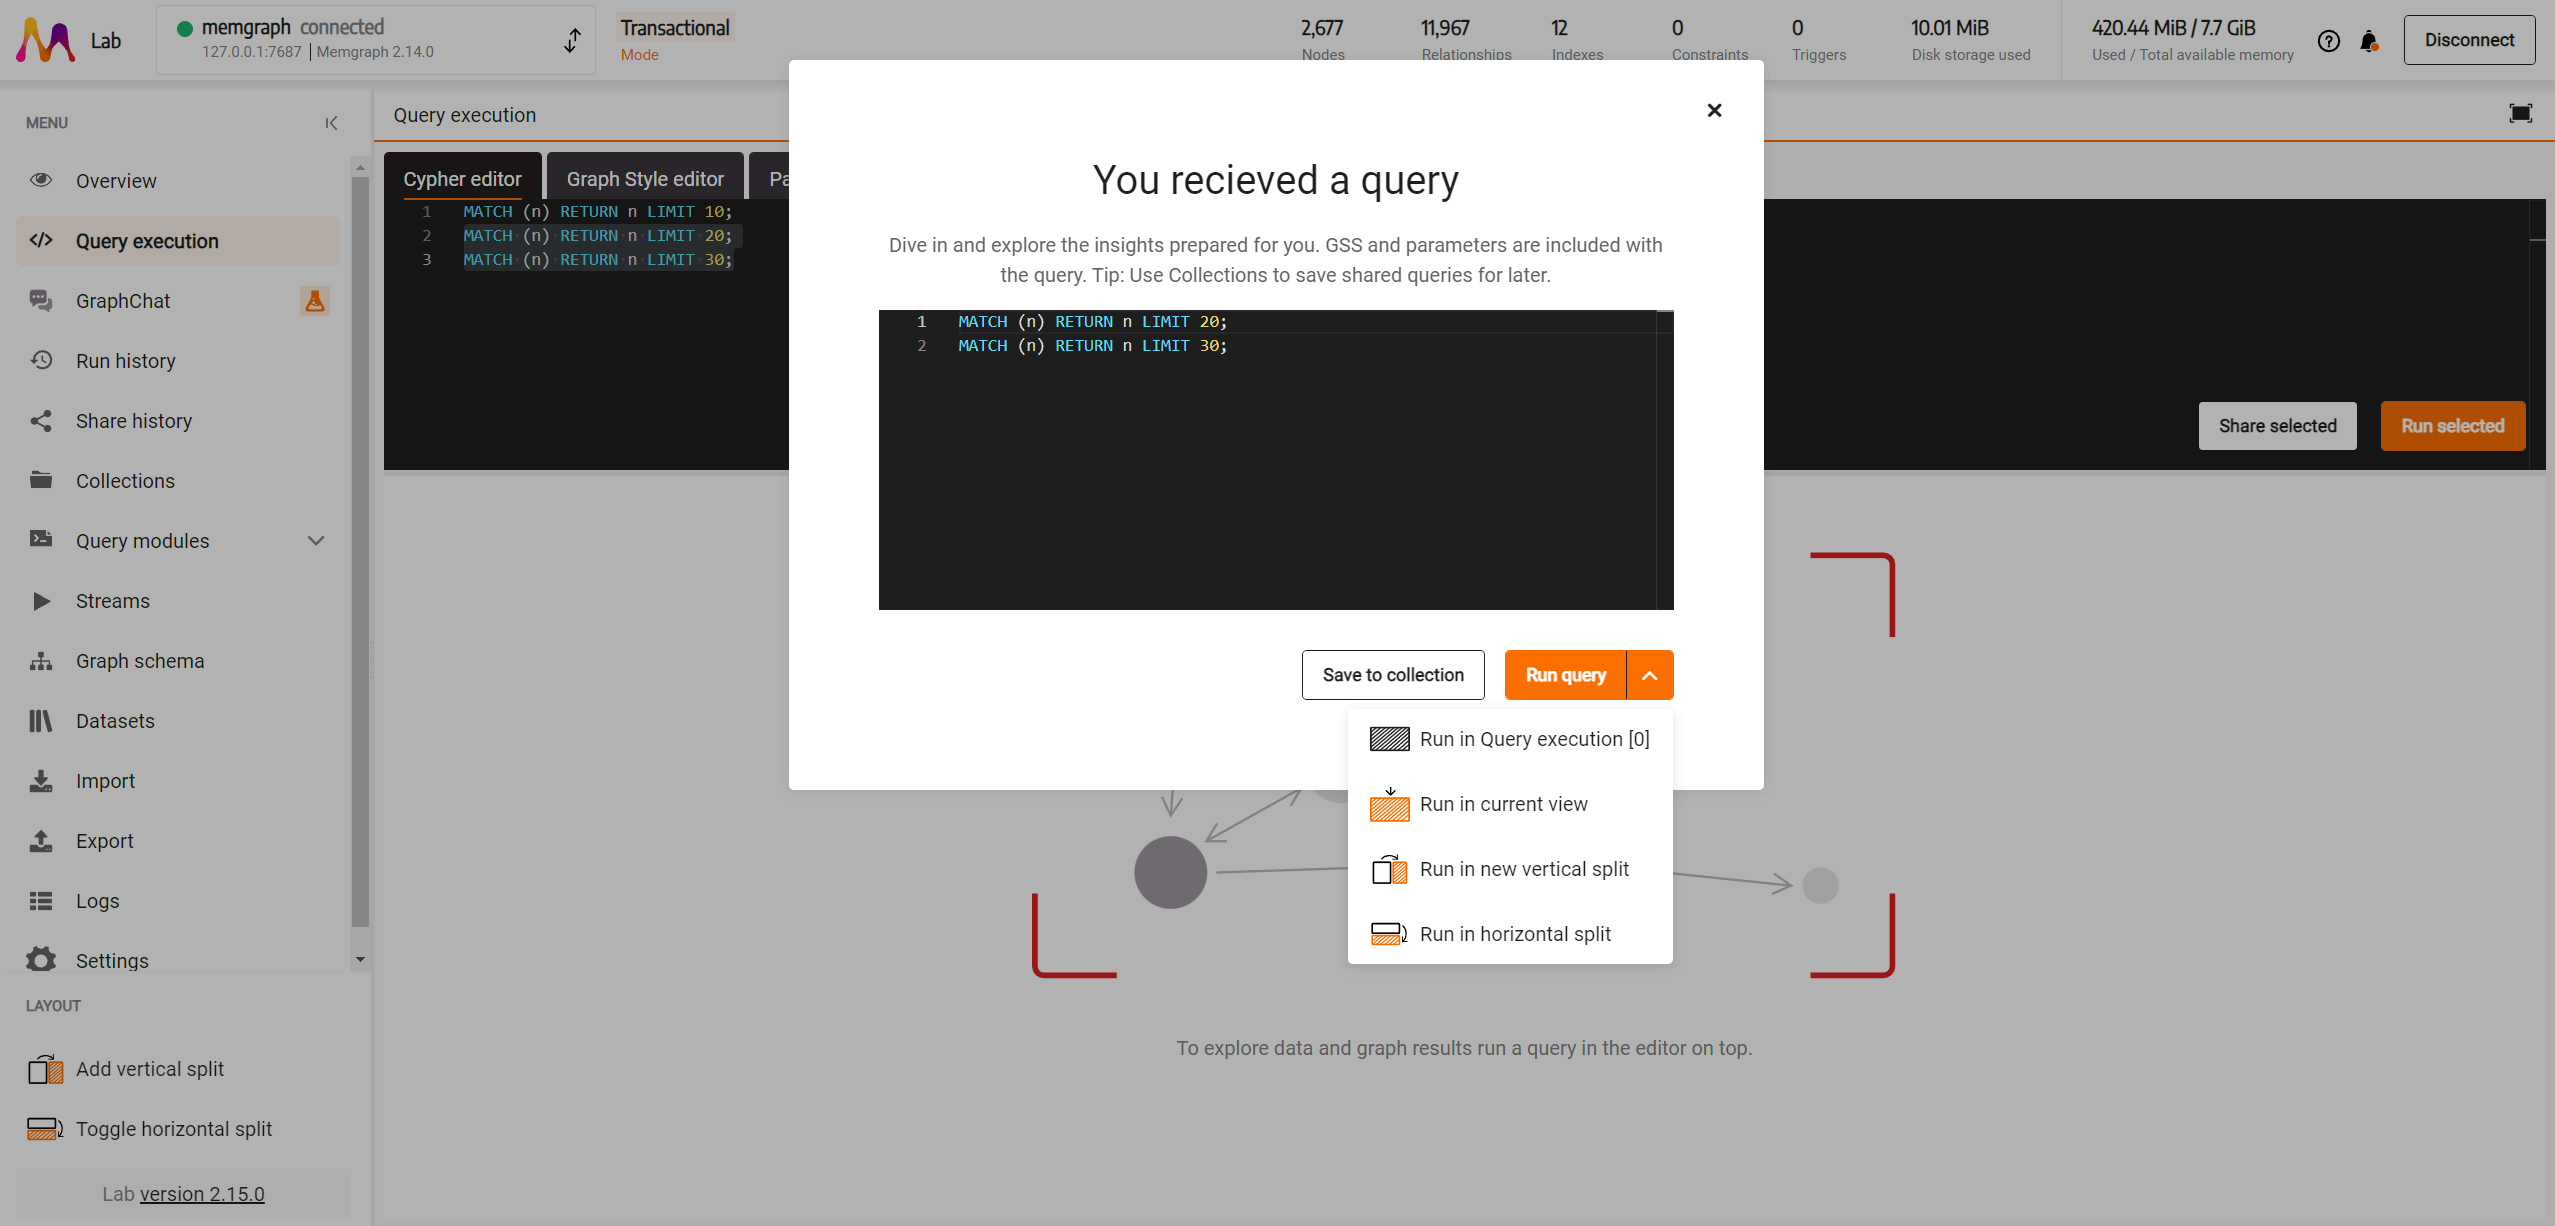 Lab
memgraph connected
127.0.0.1:7687 | Memgraph 2.14.0
Transactional
Mode
2,677
Nodes
11,967
Relationships
12
Indexes
0
Constraints
0
Triggers
10.01 MiB
Disk storage used
420.44 MiB / 7.7 GiB
Used / Total available memory
Disconnect
MENU
Overview
Query execution
GraphChat
Run history
Share history
Collections
Query modules
Streams
Graph schema
Datasets
Import
Export
Logs
Settings
LAYOUT
Add vertical split
Toggle horizontal split
Lab version 2.15.0
Query execution
Cypher editor
Graph Style editor
Pa
1 MATCH (n) RETURN n LIMIT 10;
2 MATCH (n) RETURN n LIMIT 20;
3 MATCH (n) RETURN n LIMIT 30;
Share selected
Run selected
You recieved a query
Dive in and explore the insights prepared for you. GSS and parameters are included with
the query. Tip: Use Collections to save shared queries for later.
1 MATCH (n) RETURN n LIMIT 20;
2 MATCH (n) RETURN n LIMIT 30;
Save to collection
Run query
Run in Query execution [0]
Run in current view
Run in new vertical split
Run in horizontal split
To explore data and graph results run a query in the editor on top.